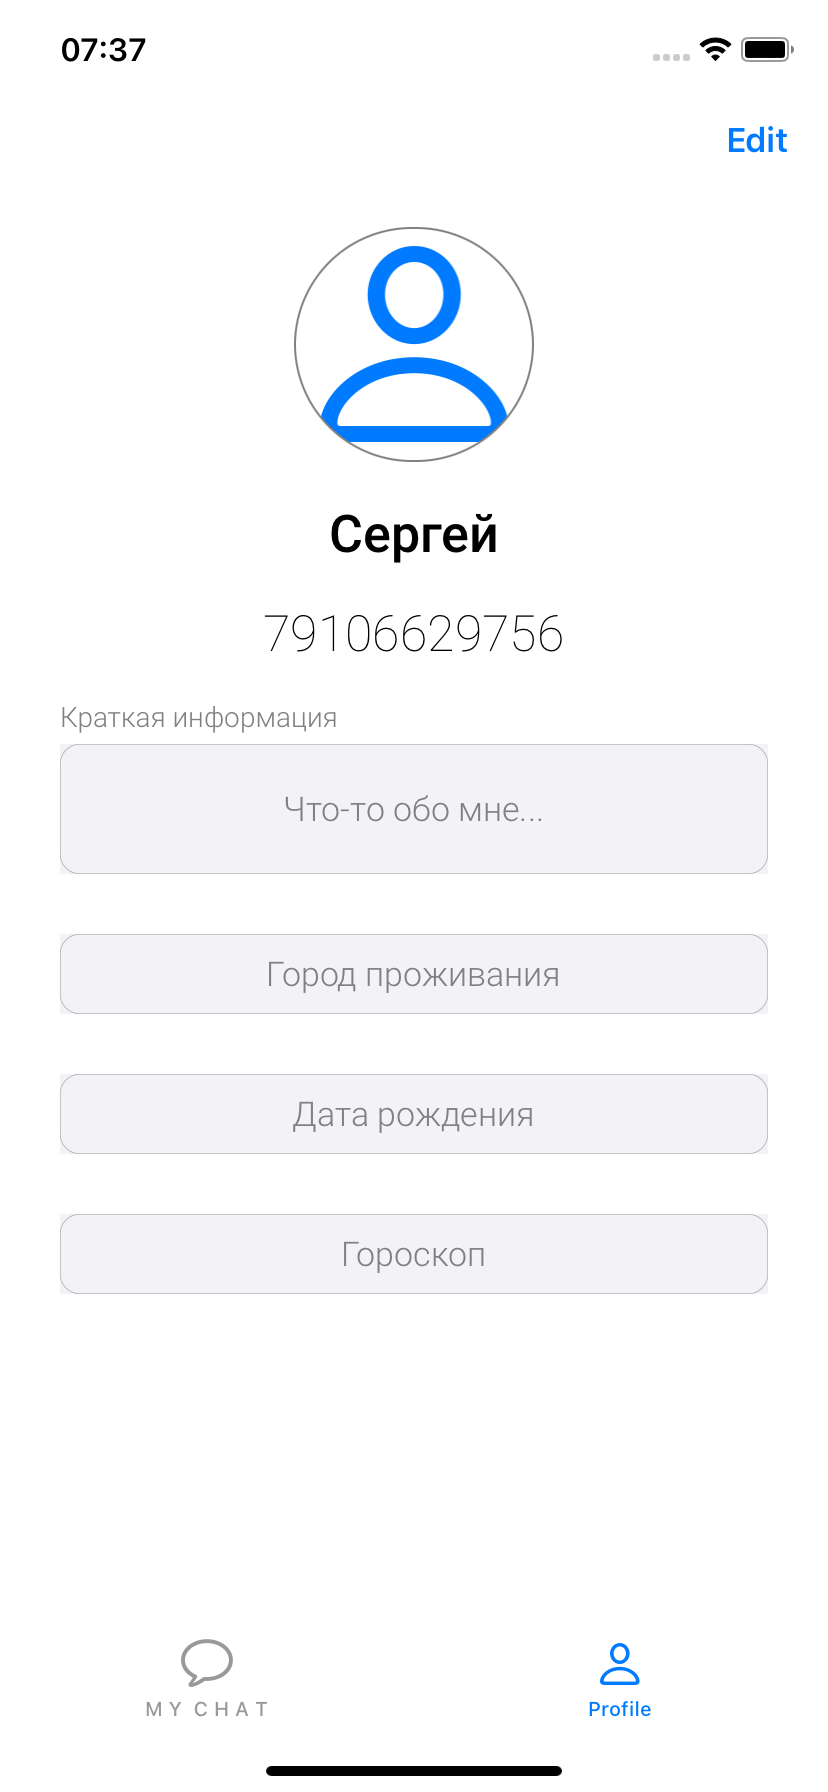 07:37
Edit
Сергей
79106629756
Краткая информация
Что-то обо мне...
Город проживания
Дата рождения
Гороскоп
MY CHAT
Profile